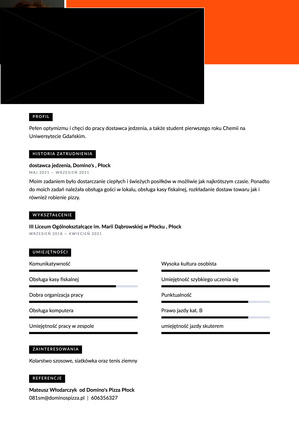 PROFIL
Pełen optymizmu i chęci do pracy dostawca jedzenia, a także student pierwszego roku Chemii na
Uniwersytecie Gdańskim.
HISTORIA ZATRUDNIENIA
dostawca jedzenia, Domino's , Płock
MAJ 2021 — WRZESIEŃ 2021
Moim zadaniem było dostarczanie ciepłych i świeżych posiłków w możliwie jak najkrótszym czasie. Ponadto
do moich zadań należała obsługa gości w lokalu, obsługa kasy fiskalnej, rozkładanie dostaw towaru jak i
również robienie pizzy.
WYKSZTAŁCENIE
III Liceum Ogólnokształcące im. Marii Dąbrowskiej w Płocku , Płock
WRZESIEŃ 2018 — KWIECIEŃ 2021
UMIEJĘTNOŚCI
Komunikatywność
Wysoka kultura osobista
Obsługa kasy fiskalnej
Umiejętność szybkiego uczenia się
Dobra organizacja pracy
Punktualność
Obsługa komputera
Prawo jazdy kat. B
Umiejętność pracy w zespole
umiejętność jazdy skuterem
ZAINTERESOWANIA
Kolarstwo szosowe, siatkówka oraz tenis ziemny
REFERENCJE
Mateusz Włodarczyk od Domino's Pizza Płock
081sm@dominospizza.pl | 606356327